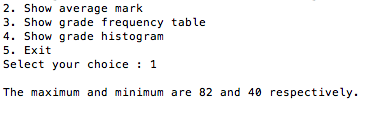 2. Show average mark
3. Show grade frequency table
4. Show grade histogram
5. Exit
Select your choice : 1
The maximum and minimum are 82 and 40 respectively.